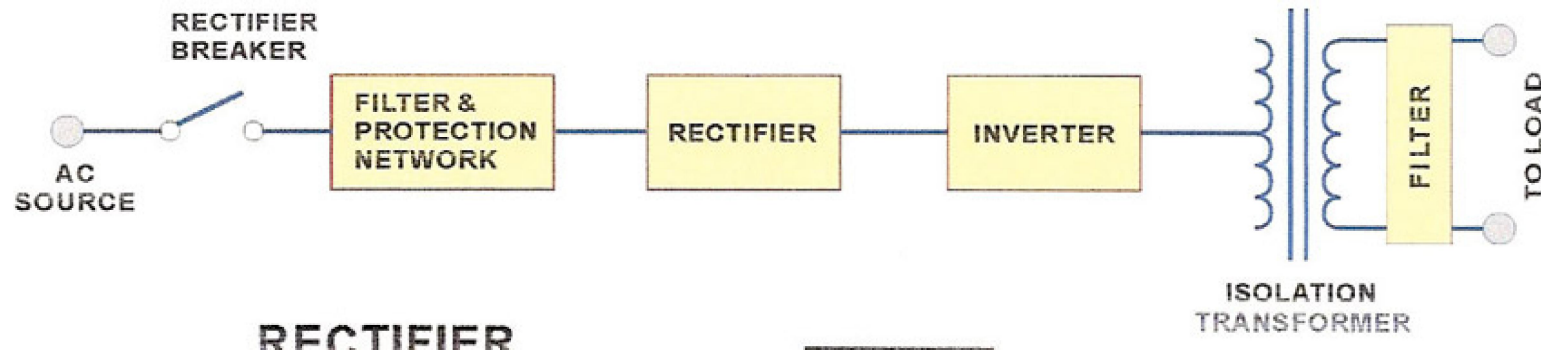 RECTIFIER
BREAKER
AC
SOURCE
FILTER &
PROTECTION
NETWORK
RECTIFIER
INVERTER
FILTER
TO LOAD
ISOLATION
TRANSFORMER
RECTIFIER